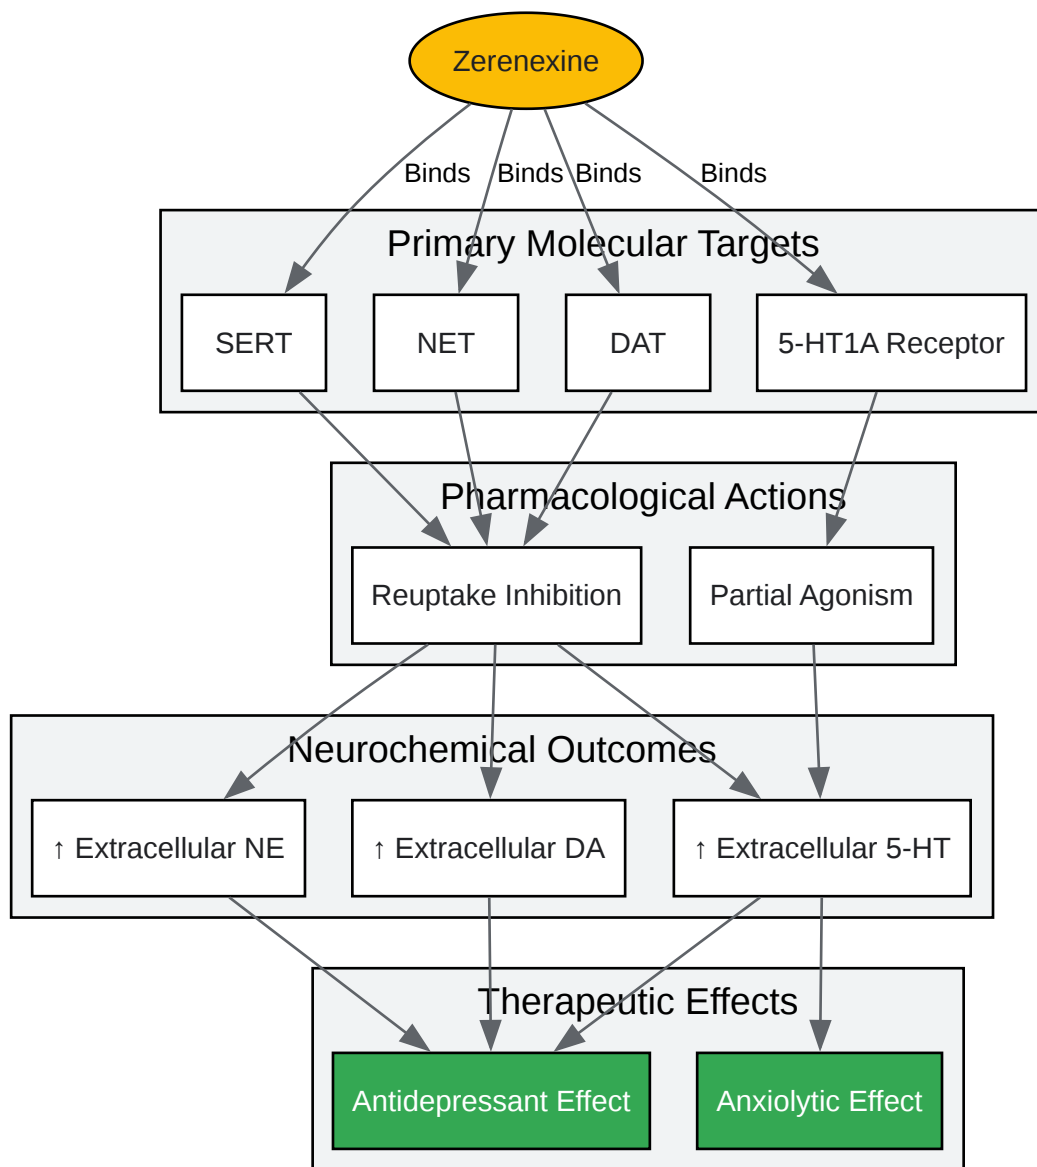 Zerenexine
Binds Binds Binds Binds
Primary Molecular Targets
SERT NET DAT 5-HT1A Receptor
Pharmacological Actions
Reuptake Inhibition Partial Agonism
Neurochemical Outcomes
↑ Extracellular NE ↑ Extracellular DA ↑ Extracellular 5-HT
Therapeutic Effects
Antidepressant Effect Anxiolytic Effect